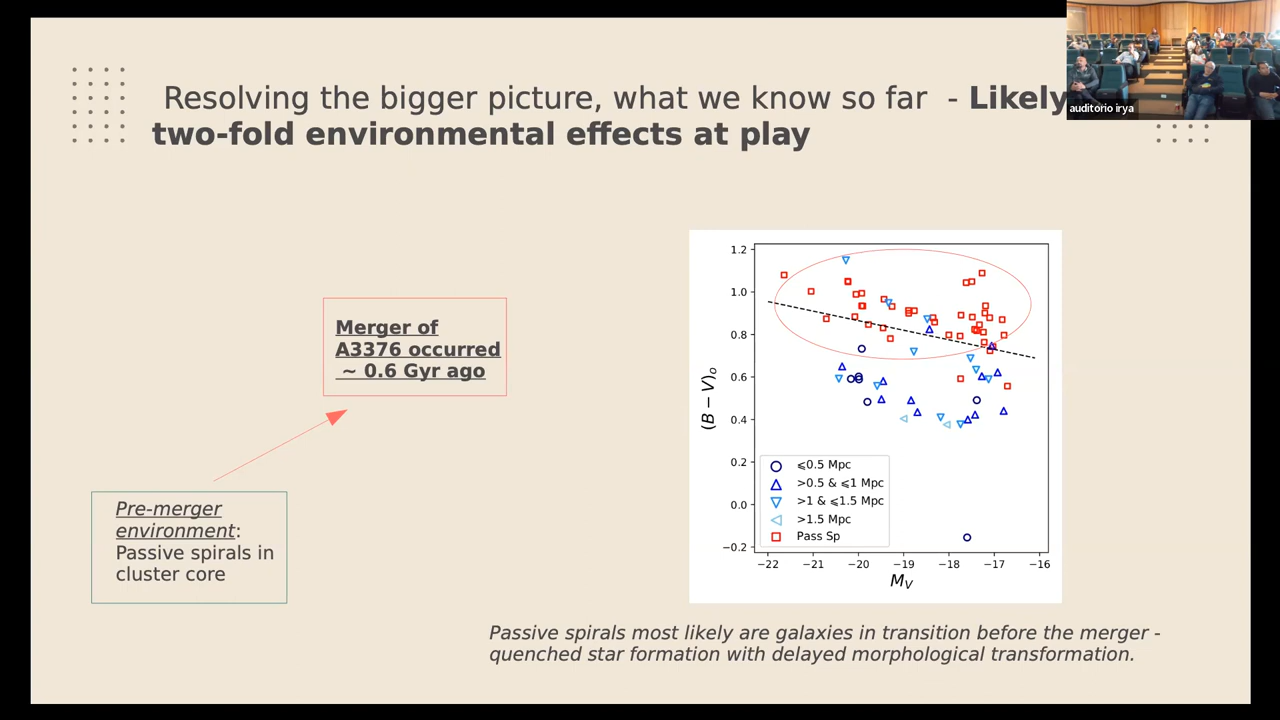 Resolving the bigger picture, what we know so far - Likely
two-fold environmental effects at play
auditorio irya
Merger of
A3376 occurred
~ 0.6 Gyr ago
Pre-merger
environment:
Passive spirals in
cluster core
1.2
1.0
0.8
0.6
0.4
0.2
0.0
−0.2
(B − V)o
⩽0.5 Mpc
>0.5 & ⩽1 Mpc
>1 & ⩽1.5 Mpc
>1.5 Mpc
Pass Sp
−22 −21 −20 −19 −18 −17 −16
MV
Passive spirals most likely are galaxies in transition before the merger -
quenched star formation with delayed morphological transformation.